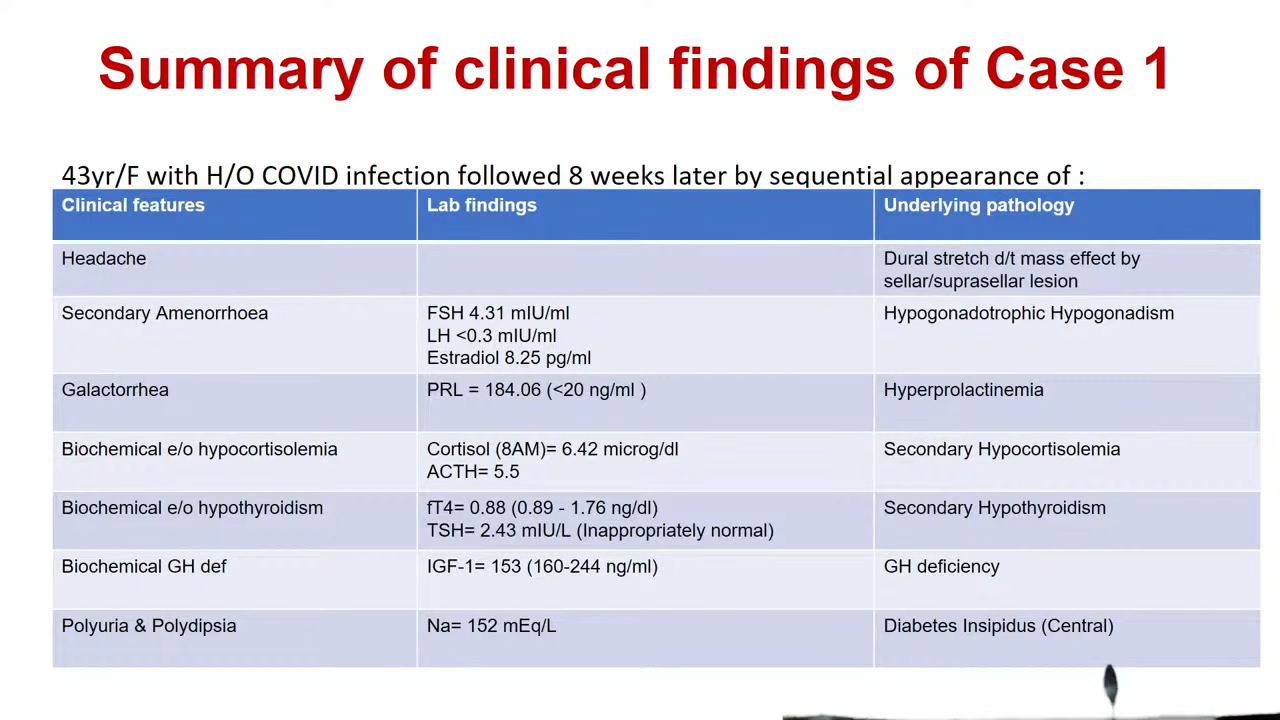 Summary of clinical findings of Case 1
43yr/F with H/O COVID infection followed 8 weeks later by sequential appearance of :
Clinical features
Lab findings
Underlying pathology
Headache
Dural stretch d/t mass effect by
sellar/suprasellar lesion
Secondary Amenorrhoea
FSH 4.31 mIU/ml
LH <0.3 mIU/ml
Estradiol 8.25 pg/ml
Hypogonadotrophic Hypogonadism
Galactorrhea
PRL = 184.06 (<20 ng/ml )
Hyperprolactinemia
Biochemical e/o hypocortisolemia
Cortisol (8AM)= 6.42 microg/dl
ACTH= 5.5
Secondary Hypocortisolemia
Biochemical e/o hypothyroidism
fT4= 0.88 (0.89 - 1.76 ng/dl)
TSH= 2.43 mIU/L (Inappropriately normal)
Secondary Hypothyroidism
Biochemical GH def
IGF-1= 153 (160-244 ng/ml)
GH deficiency
Polyuria & Polydipsia
Na= 152 mEq/L
Diabetes Insipidus (Central)